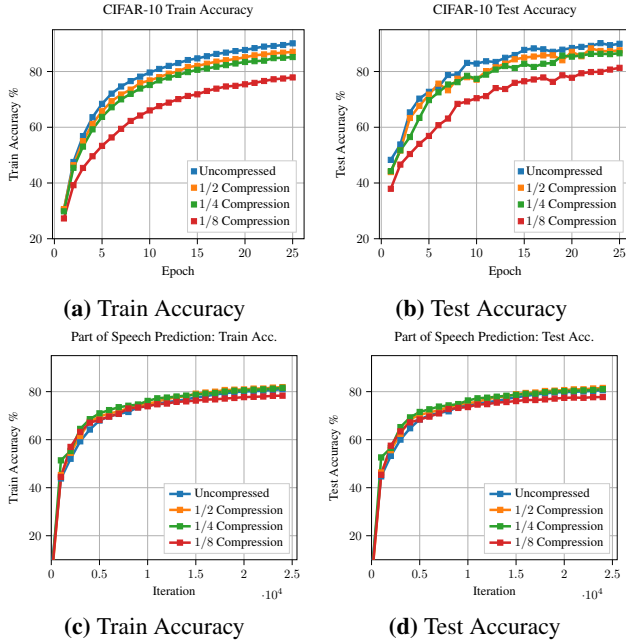 CIFAR-10 Train Accuracy
Train Accuracy %
80
60
40
20
0 5 10 15 20 25
Epoch
Uncompressed
1/2 Compression
1/4 Compression
1/8 Compression
(a) Train Accuracy
CIFAR-10 Test Accuracy
Test Accuracy %
80
60
40
20
0 5 10 15 20 25
Epoch
Uncompressed
1/2 Compression
1/4 Compression
1/8 Compression
(b) Test Accuracy
Part of Speech Prediction: Train Acc.
Train Accuracy %
80
60
40
20
0.5 1.0 1.5 2.0 2.5
Iteration
·10⁴
Uncompressed
1/2 Compression
1/4 Compression
1/8 Compression
(c) Train Accuracy
Part of Speech Prediction: Test Acc.
Test Accuracy %
80
60
40
20
0.5 1.0 1.5 2.0 2.5
Iteration
·10⁴
Uncompressed
1/2 Compression
1/4 Compression
1/8 Compression
(d) Test Accuracy